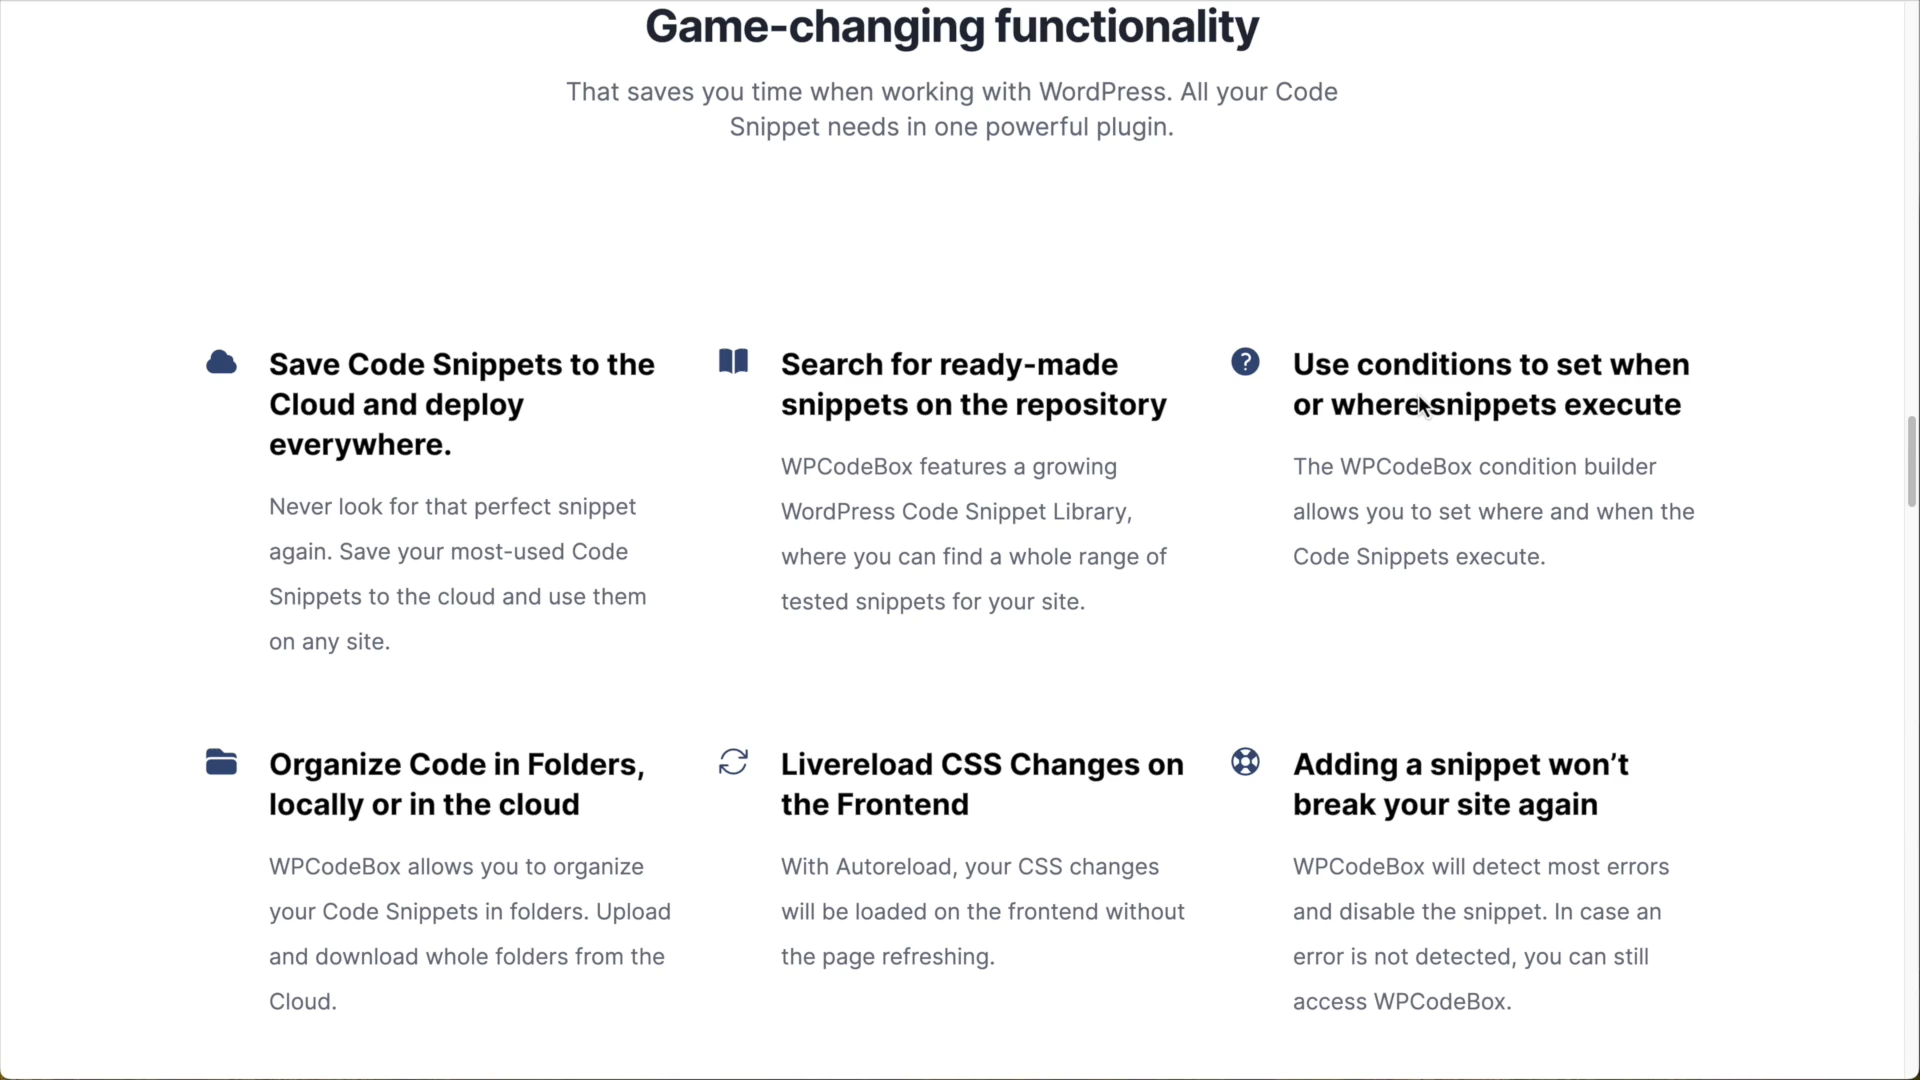 Game-changing functionality
That saves you time when working with WordPress. All your Code
Snippet needs in one powerful plugin.
Save Code Snippets to the
Cloud and deploy
everywhere.
Never look for that perfect snippet
again. Save your most-used Code
Snippets to the cloud and use them
on any site.
Search for ready-made
snippets on the repository
WPCodeBox features a growing
WordPress Code Snippet Library,
where you can find a whole range of
tested snippets for your site.
Use conditions to set when
or where snippets execute
The WPCodeBox condition builder
allows you to set where and when the
Code Snippets execute.
Organize Code in Folders,
locally or in the cloud
WPCodeBox allows you to organize
your Code Snippets in folders. Upload
and download whole folders from the
Cloud.
Livereload CSS Changes on
the Frontend
With Autoreload, your CSS changes
will be loaded on the frontend without
the page refreshing.
Adding a snippet won’t
break your site again
WPCodeBox will detect most errors
and disable the snippet. In case an
error is not detected, you can still
access WPCodeBox.